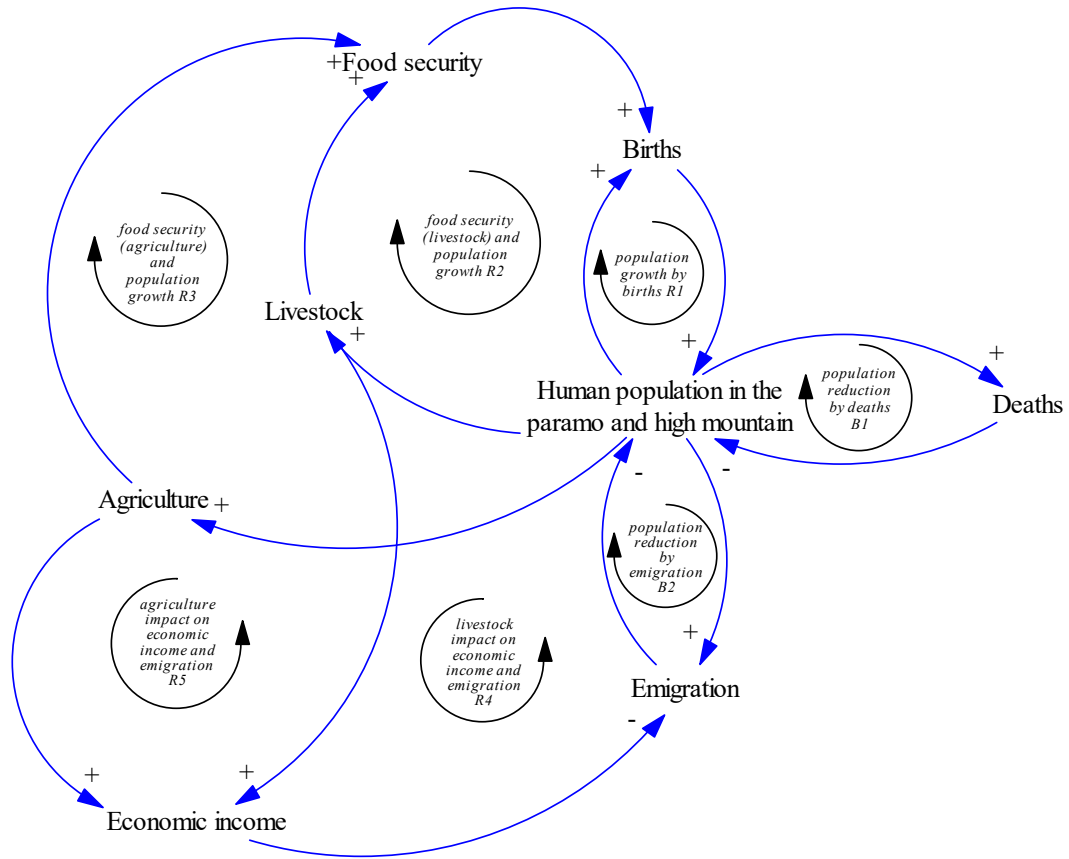 +Food security
+
+
Births
+
food security
(agriculture)
and
population
growth R3
food security
(livestock) and
population
growth R2
population
growth by
births R1
Livestock
+
+
+
Human population in the
paramo and high mountain
population
reduction
by deaths
B1
Deaths
-
-
Agriculture +
population
reduction
by
emigration
B2
agriculture
impact on
economic
income and
emigration
R5
livestock
impact on
economic
income and
emigration
R4
+
Emigration
-
+
+
Economic income